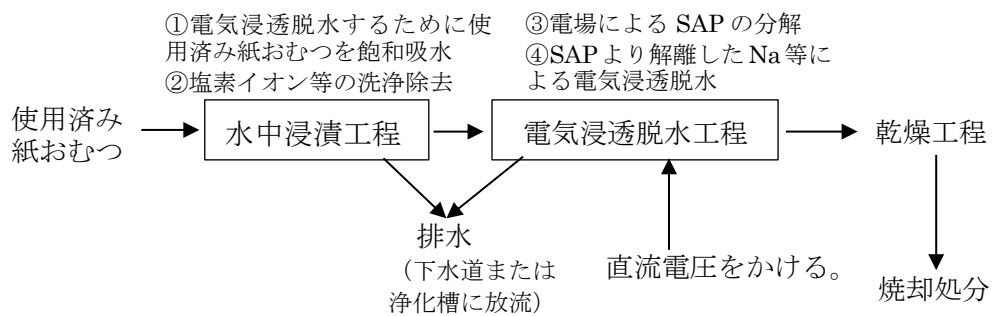 ①電気浸透脱水するために使
用済み紙おむつを飽和吸水
②塩素イオン等の洗浄除去
③電場による SAP の分解
④SAP より解離した Na 等に
よる電気浸透脱水
使用済み
紙おむつ
水中浸漬工程
電気浸透脱水工程
乾燥工程
排水
（下水道または
浄化槽に放流）
直流電圧をかける。
焼却処分